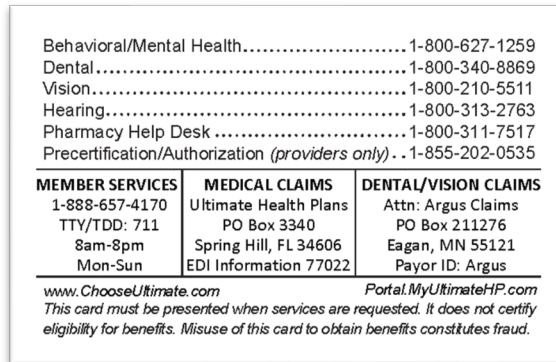 Behavioral/Mental Health........................1-800-627-1259
Dental..............................................1-800-340-8869
Vision..............................................1-800-210-5511
Hearing............................................1-800-313-2763
Pharmacy Help Desk ............................1-800-311-7517
Precertification/Authorization (providers only)..1-855-202-0535
MEMBER SERVICES
1-888-657-4170
TTY/TDD: 711
8am-8pm
Mon-Sun
MEDICAL CLAIMS
Ultimate Health Plans
PO Box 3340
Spring Hill, FL 34606
EDI Information 77022
DENTAL/VISION CLAIMS
Attn: Argus Claims
PO Box 211276
Eagan, MN 55121
Payor ID: Argus
www.ChooseUltimate.com Portal.MyUltimateHP.com
This card must be presented when services are requested. It does not certify
eligibility for benefits. Misuse of this card to obtain benefits constitutes fraud.